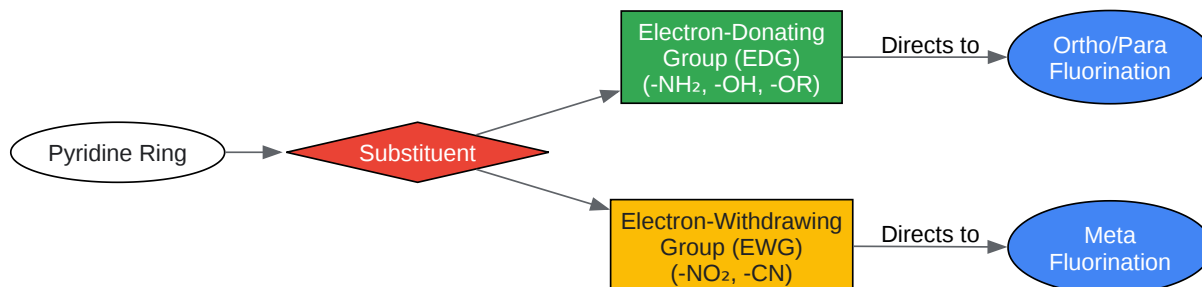 Pyridine Ring
Substituent
Electron-Donating
Group (EDG)
(-NH₂, -OH, -OR)
Directs to
Ortho/Para
Fluorination
Electron-Withdrawing
Group (EWG)
(-NO₂, -CN)
Directs to
Meta
Fluorination